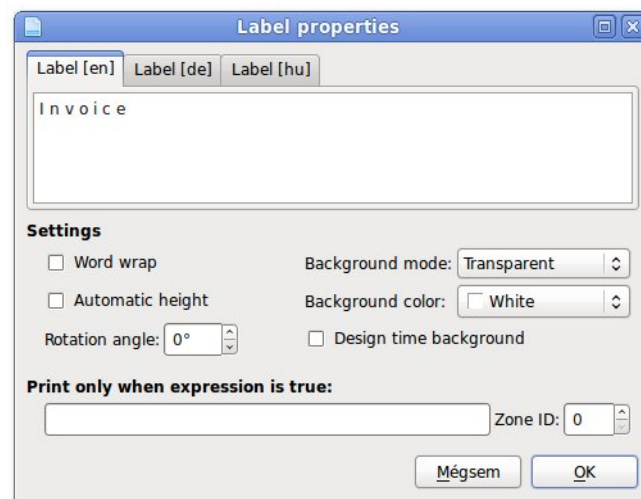 Label properties
Label [en] Label [de] Label [hu]
I n v o i c e
Settings
Word wrap Background mode: Transparent
Automatic height Background color: White
Rotation angle: 0° Design time background
Print only when expression is true:
Zone ID: 0
Mégsem OK